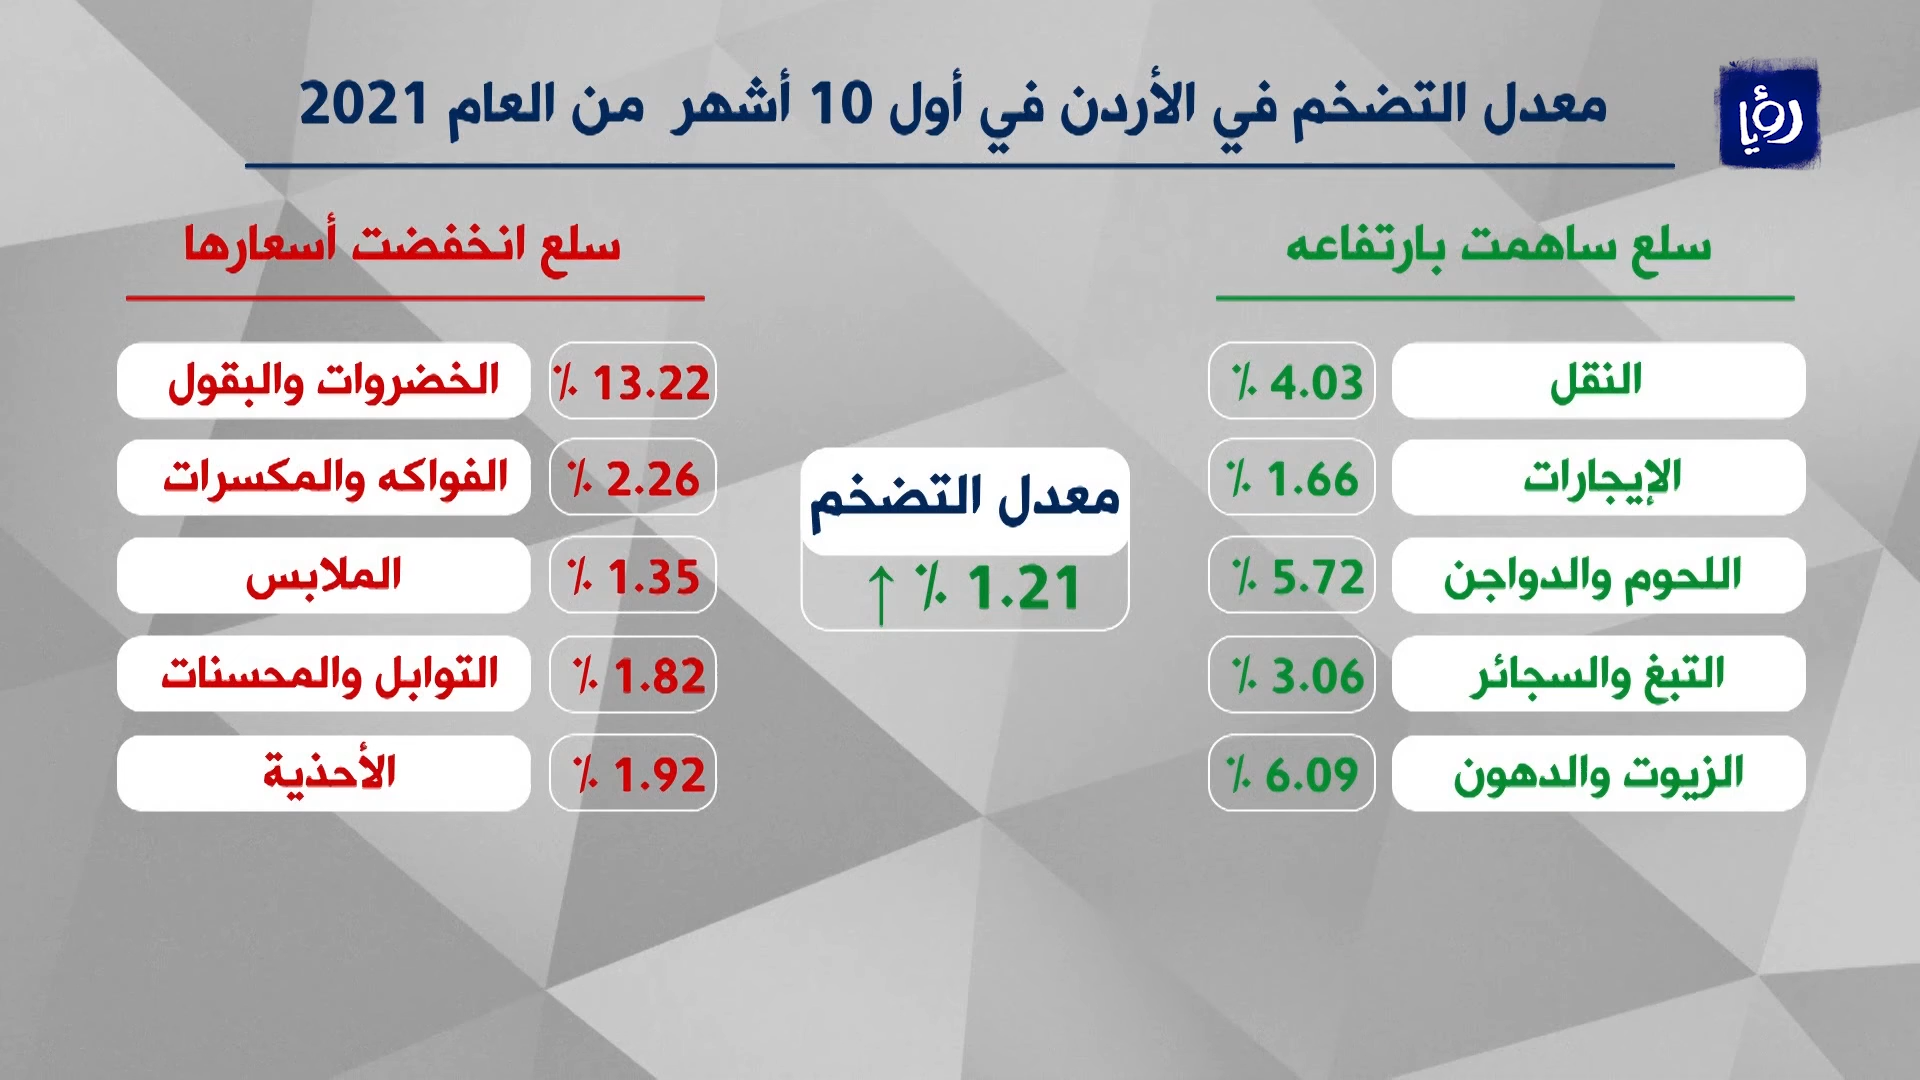 رؤيا
معدل التضخم في الأردن في أول 10 أشهر من العام 2021
سلع ساهمت بارتفاعه
النقل 4.03 ٪
الإيجارات 1.66 ٪
اللحوم والدواجن 5.72 ٪
التبغ والسجائر 3.06 ٪
الزيوت والدهون 6.09 ٪
معدل التضخم
1.21 ٪ ↑
سلع انخفضت أسعارها
13.22 ٪ الخضروات والبقول
2.26 ٪ الفواكه والمكسرات
1.35 ٪ الملابس
1.82 ٪ التوابل والمحسنات
1.92 ٪ الأحذية